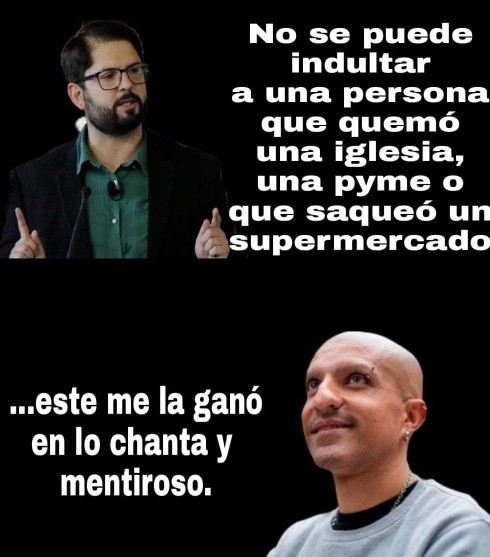 No se puede
indultar
a una persona
que quemó
una iglesia,
una pyme o
que saqueó un
supermercado
...este me la ganó
en lo chanta y
mentiroso.